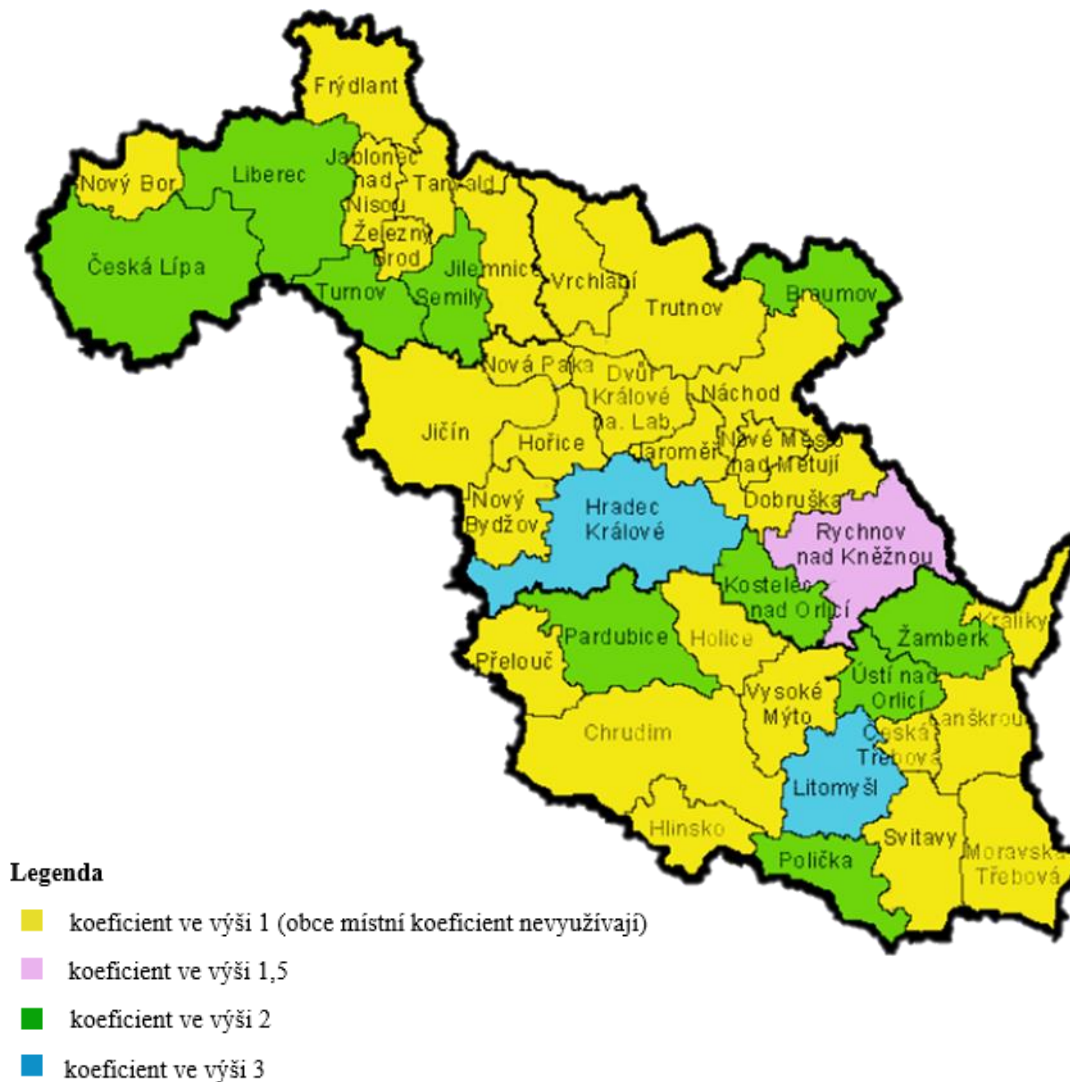 Frýdlant
Nový Bor
Liberec
Jablonec
nad
Nisou
Tanvald
Železný
Brod
Česká Lípa
Turnov
Semily
Jilemnice
Vrchlabí
Trutnov
Broumov
Nová Paka
Dvůr
Králové
na. Lab.
Náchod
Jičín
Hořice
Jaroměř
Nové Město
nad Metují
Nový
Bydžov
Hradec
Králové
Dobruška
Rychnov
nad Kněžnou
Kostelec
nad Orlicí
Pardubice
Holice
Žamberk
Králíky
Přelouč
Vysoké
Mýto
Ústí nad
Orlicí
Chrudim
Česká
Třebová
Lanškroun
Litomyšl
Hlinsko
Svitavy
Polička
Moravská
Třebová
Legenda
koeficient ve výši 1 (obce místní koeficient nevyužívají)
koeficient ve výši 1,5
koeficient ve výši 2
koeficient ve výši 3